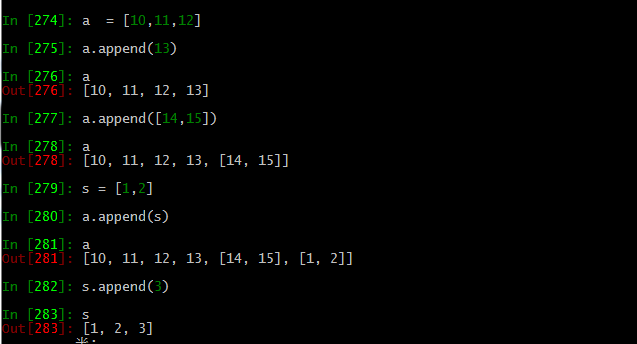 In [274]: a  = [10,11,12]
In [275]: a.append(13)
In [276]: a
Out[276]: [10, 11, 12, 13]
In [277]: a.append([14,15])
In [278]: a
Out[278]: [10, 11, 12, 13, [14, 15]]
In [279]: s = [1,2]
In [280]: a.append(s)
In [281]: a
Out[281]: [10, 11, 12, 13, [14, 15], [1, 2]]
In [282]: s.append(3)
In [283]: s
Out[283]: [1, 2, 3]